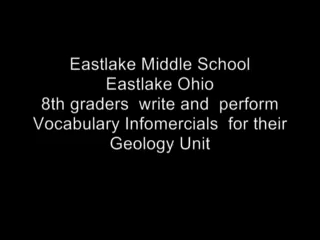 Eastlake Middle School
Eastlake Ohio
8th graders  write and  perform
Vocabulary Infomercials  for their
Geology Unit